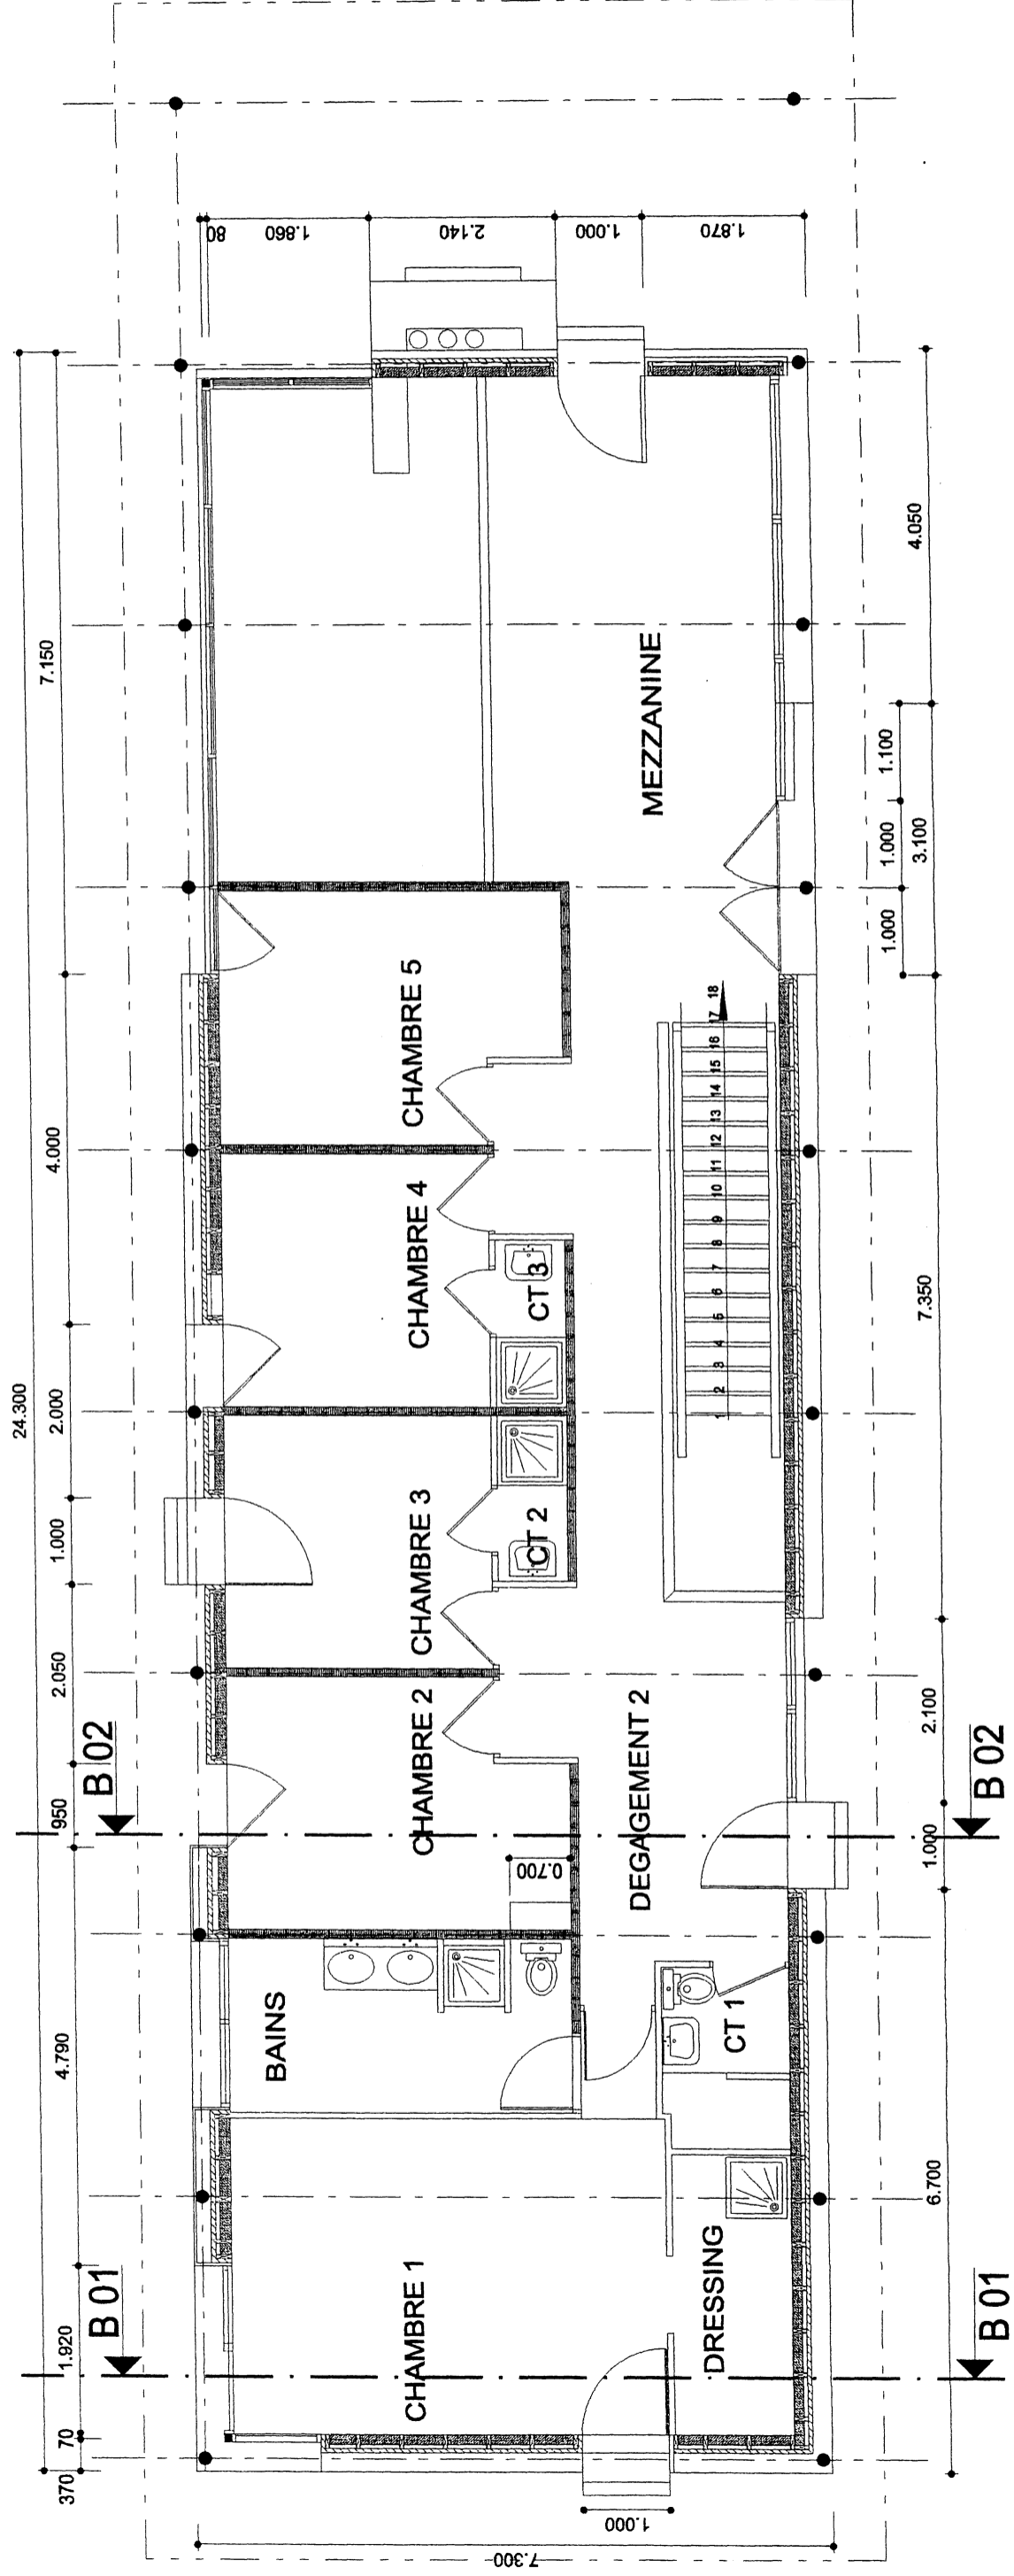 80
1.860
2.140
1.000
1.870
24.300
7.150
4.000
2.000
1.000
2.050
950
4.790
1.920
70
370
4.050
1.100
1.000
1.000
3.100
7.350
2.100
1.000
6.700
MEZZANINE
CHAMBRE 5
CHAMBRE 4
CT 3
CHAMBRE 3
CT 2
CHAMBRE 2
0.700
DEGAGEMENT 2
BAINS
CT 1
CHAMBRE 1
DRESSING
1 2 3 4 5 6 7 8 9 10 11 12 13 14 15 16 17 18
B 02
B 02
B 01
B 01
1.000
7.300